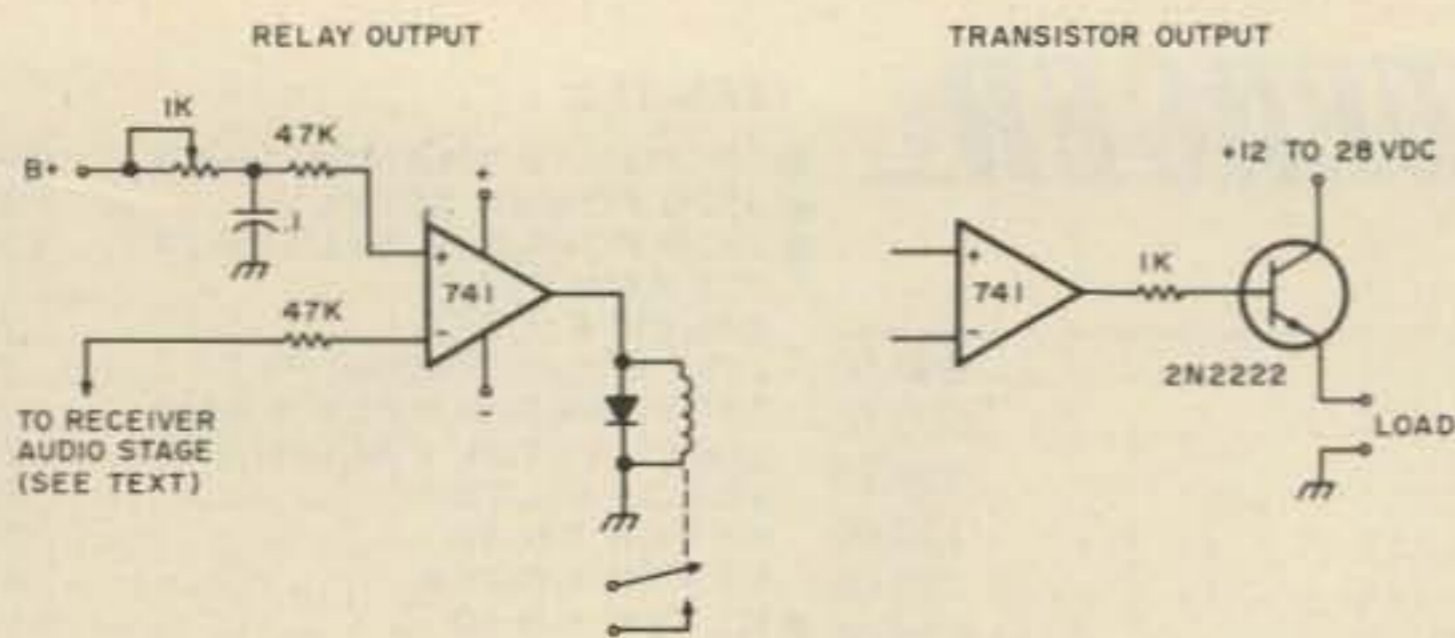 RELAY OUTPUT
1K
47K
B+
.1
+
+
741
-
-
47K
TO RECEIVER
AUDIO STAGE
(SEE TEXT)
TRANSISTOR OUTPUT
+12 TO 28 VDC
+
741
-
1K
2N2222
LOAD